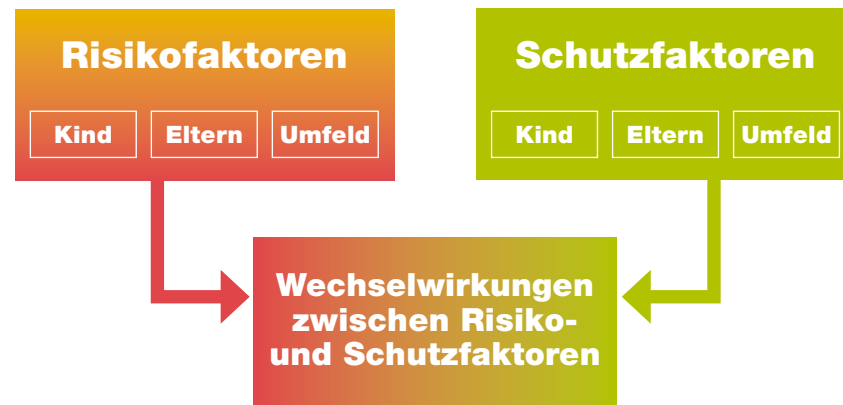 Risikofaktoren
Kind Eltern Umfeld
Schutzfaktoren
Kind Eltern Umfeld
Wechselwirkungen
zwischen Risiko-
und Schutzfaktoren